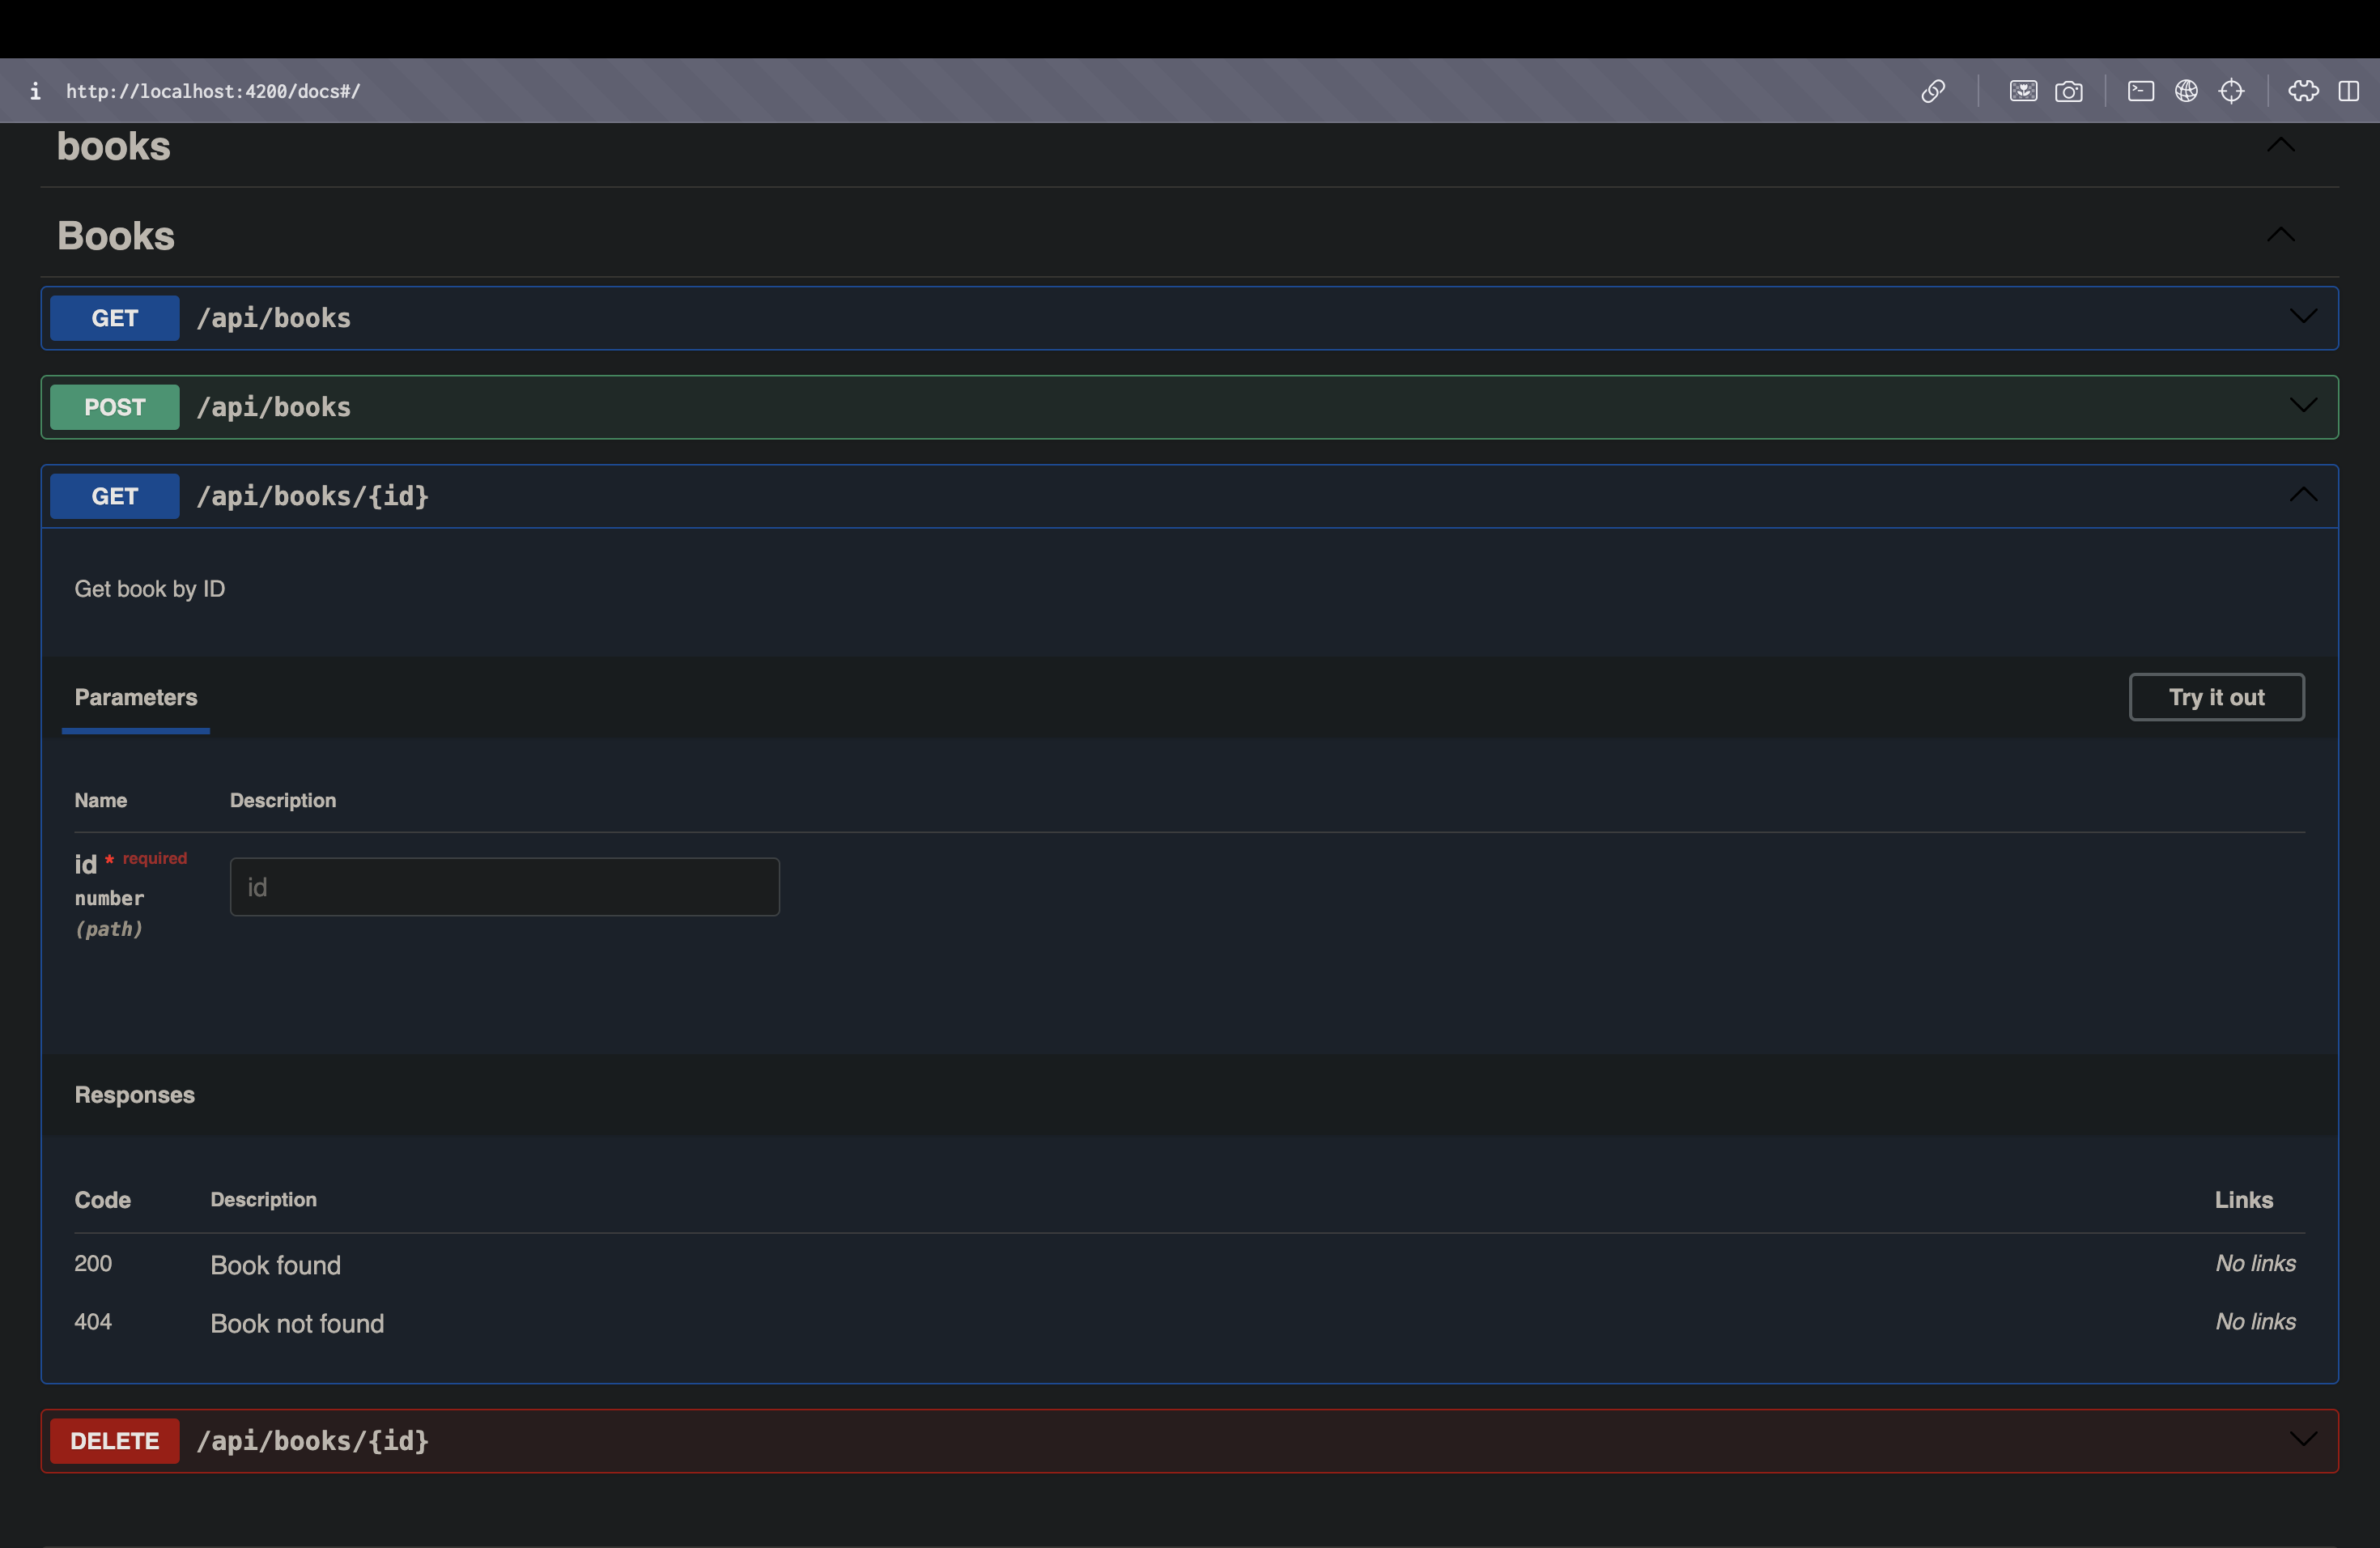 i http://localhost:4200/docs#/
books
Books
GET /api/books
POST /api/books
GET /api/books/{id}
Get book by ID
Parameters Try it out
Name Description
id * required
number
(path)
id
Responses
Code Description Links
200 Book found No links
404 Book not found No links
DELETE /api/books/{id}